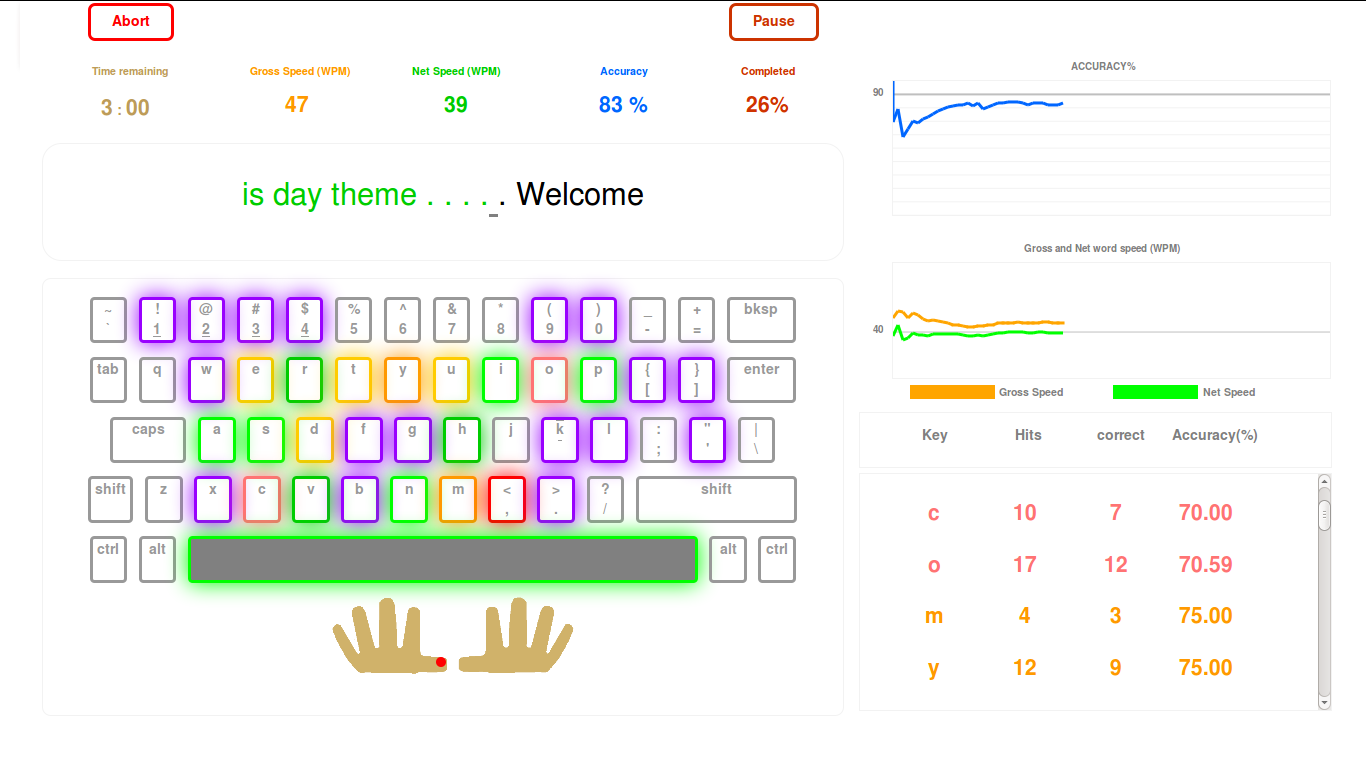 Abort
Pause
Time remaining
Gross Speed (WPM)
Net Speed (WPM)
Accuracy
Completed
3 : 00
47
39
83 %
26%
is day theme . . . . . . Welcome
~ ! @ # $ % ^ & * ( ) _ + bksp
` 1 2 3 4 5 6 7 8 9 0 - =
tab q w e r t y u i o p { } enter
[ ]
caps a s d f g h j k l : " |
; ' \
shift z x c v b n m < > ? shift
, . /
ctrl alt alt ctrl
ACCURACY%
90
Gross and Net word speed (WPM)
40
Gross Speed
Net Speed
Key Hits correct Accuracy(%)
c 10 7 70.00
o 17 12 70.59
m 4 3 75.00
y 12 9 75.00